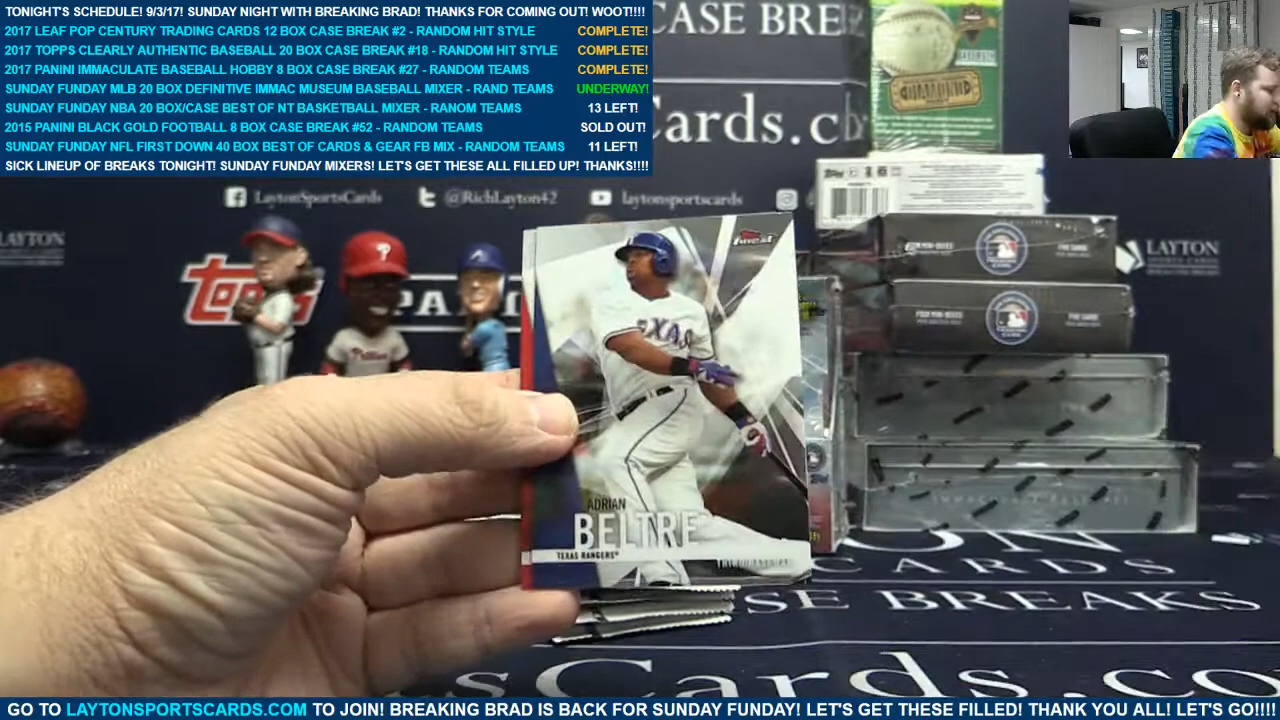 TONIGHT'S SCHEDULE! 9/3/17! SUNDAY NIGHT WITH BREAKING BRAD! THANKS FOR COMING OUT! WOOT!!!!
2017 LEAF POP CENTURY TRADING CARDS 12 BOX CASE BREAK #2 - RANDOM HIT STYLE COMPLETE!
2017 TOPPS CLEARLY AUTHENTIC BASEBALL 20 BOX CASE BREAK #18 - RANDOM HIT STYLE COMPLETE!
2017 PANINI IMMACULATE BASEBALL HOBBY 8 BOX CASE BREAK #27 - RANDOM TEAMS COMPLETE!
SUNDAY FUNDAY MLB 20 BOX DEFINITIVE IMMAC MUSEUM BASEBALL MIXER - RAND TEAMS UNDERWAY!
SUNDAY FUNDAY NBA 20 BOX/CASE BEST OF NT BASKETBALL MIXER - RANOM TEAMS 13 LEFT!
2015 PANINI BLACK GOLD FOOTBALL 8 BOX CASE BREAK #52 - RANDOM TEAMS SOLD OUT!
SUNDAY FUNDAY NFL FIRST DOWN 40 BOX BEST OF CARDS & GEAR FB MIX - RANDOM TEAMS 11 LEFT!
SICK LINEUP OF BREAKS TONIGHT! SUNDAY FUNDAY MIXERS! LET'S GET THESE ALL FILLED UP! THANKS!!!!
CASE BRE
Cards.c
LaytonSportsCards @RichLayton42 laytonsportscards
LAYTON
LAYTON
topps
PANI
Phillies
Finest
TEXAS
ADRIAN
BELTRE
TEXAS RANGERS
ON
CARDS
SE BREAKS
Cards.co
GO TO LAYTONSPORTSCARDS.COM TO JOIN! BREAKING BRAD IS BACK FOR SUNDAY FUNDAY! LET'S GET THESE FILLED! THANK YOU ALL! LET'S GO!!!!